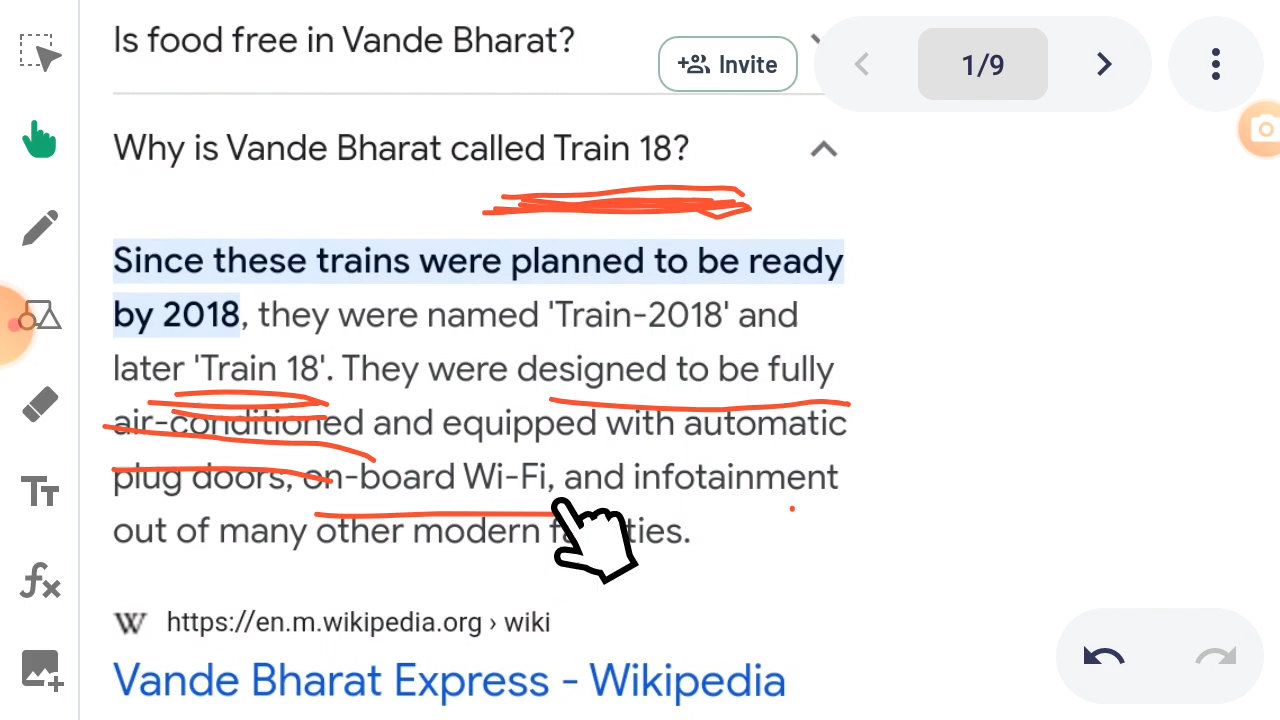 Is food free in Vande Bharat?
Invite
1/9
Why is Vande Bharat called Train 18?
Since these trains were planned to be ready
by 2018, they were named 'Train-2018' and
later 'Train 18'. They were designed to be fully
air-conditioned and equipped with automatic
plug doors, on-board Wi-Fi, and infotainment
out of many other modern
Tт
fx
W https://en.m.wikipedia.org › wiki
Vande Bharat Express - Wikipedia